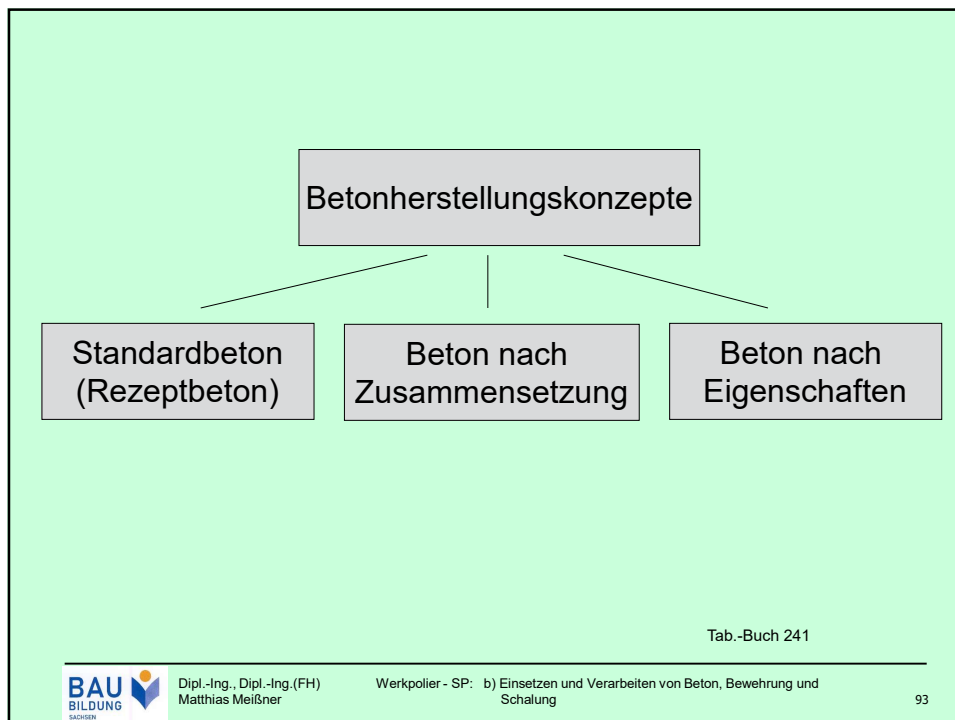 Betonherstellungskonzepte
Standardbeton
(Rezeptbeton)
Beton nach
Zusammensetzung
Beton nach
Eigenschaften
Tab.-Buch 241
BAU
BILDUNG
SACHSEN
Dipl.-Ing., Dipl.-Ing.(FH)
Matthias Meißner
Werkpolier - SP: b) Einsetzen und Verarbeiten von Beton, Bewehrung und
Schalung
93